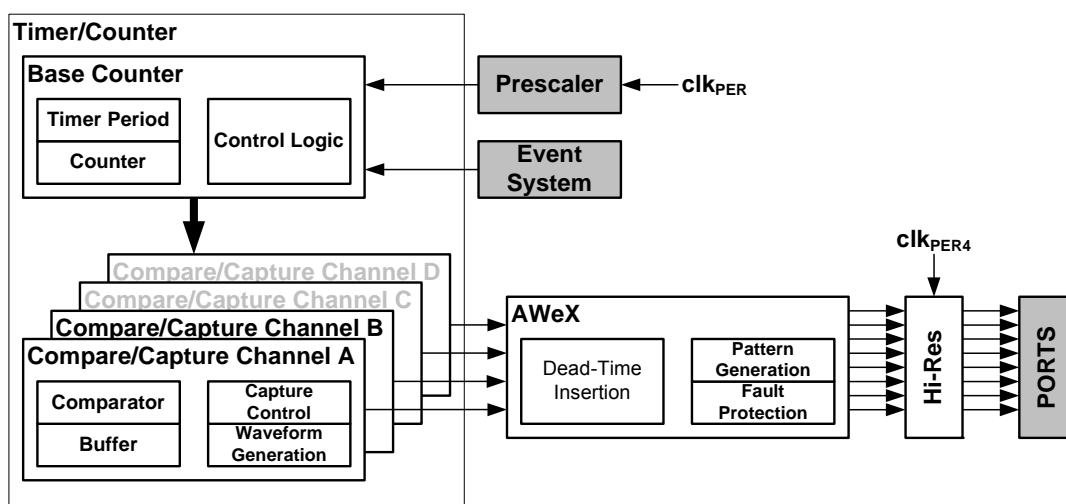 Timer/Counter
Base Counter
Timer Period
Counter
Control Logic
Prescaler
clkPER
Event
System
Compare/Capture Channel D
Compare/Capture Channel C
Compare/Capture Channel B
Compare/Capture Channel A
Comparator
Buffer
Capture
Control
Waveform
Generation
AWeX
Dead-Time
Insertion
Pattern
Generation
Fault
Protection
clkPER4
Hi-Res
PORTS